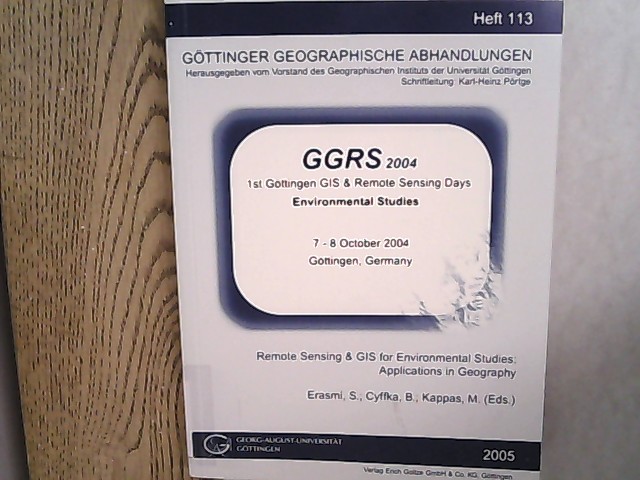 Heft 113
GÖTTINGER GEOGRAPHISCHE ABHANDLUNGEN
Herausgegeben vom Vorstand des Geographischen Instituts der Universität Göttingen
Schriftleitung: Karl-Heinz Pörtge
GGRS 2004
1st Göttingen GIS & Remote Sensing Days
Environmental Studies
7 - 8 October 2004
Göttingen, Germany
Remote Sensing & GIS for Environmental Studies:
Applications in Geography
Erasmi, S., Cyffka, B., Kappas, M. (Eds.)
GEORG-AUGUST-UNIVERSITÄT
GÖTTINGEN
2005
Verlag Erich Goltze GmbH & Co. KG, Göttingen